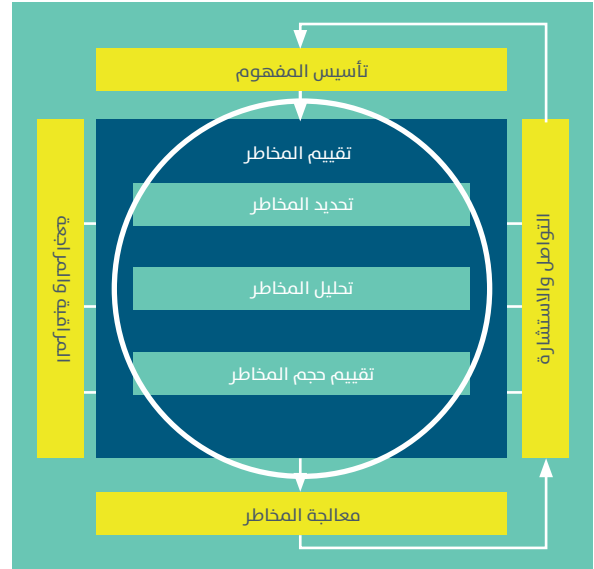 تأسيس المفهوم
تقييم المخاطر
تحديد المخاطر
تحليل المخاطر
تقييم حجم المخاطر
معالجة المخاطر
التواصل والاستشارة
المراقبة والمراجعة